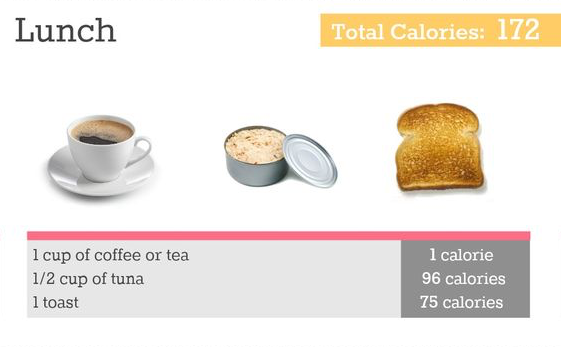 Lunch
Total Calories: 172
1 cup of coffee or tea 1 calorie
1/2 cup of tuna 96 calories
1 toast 75 calories